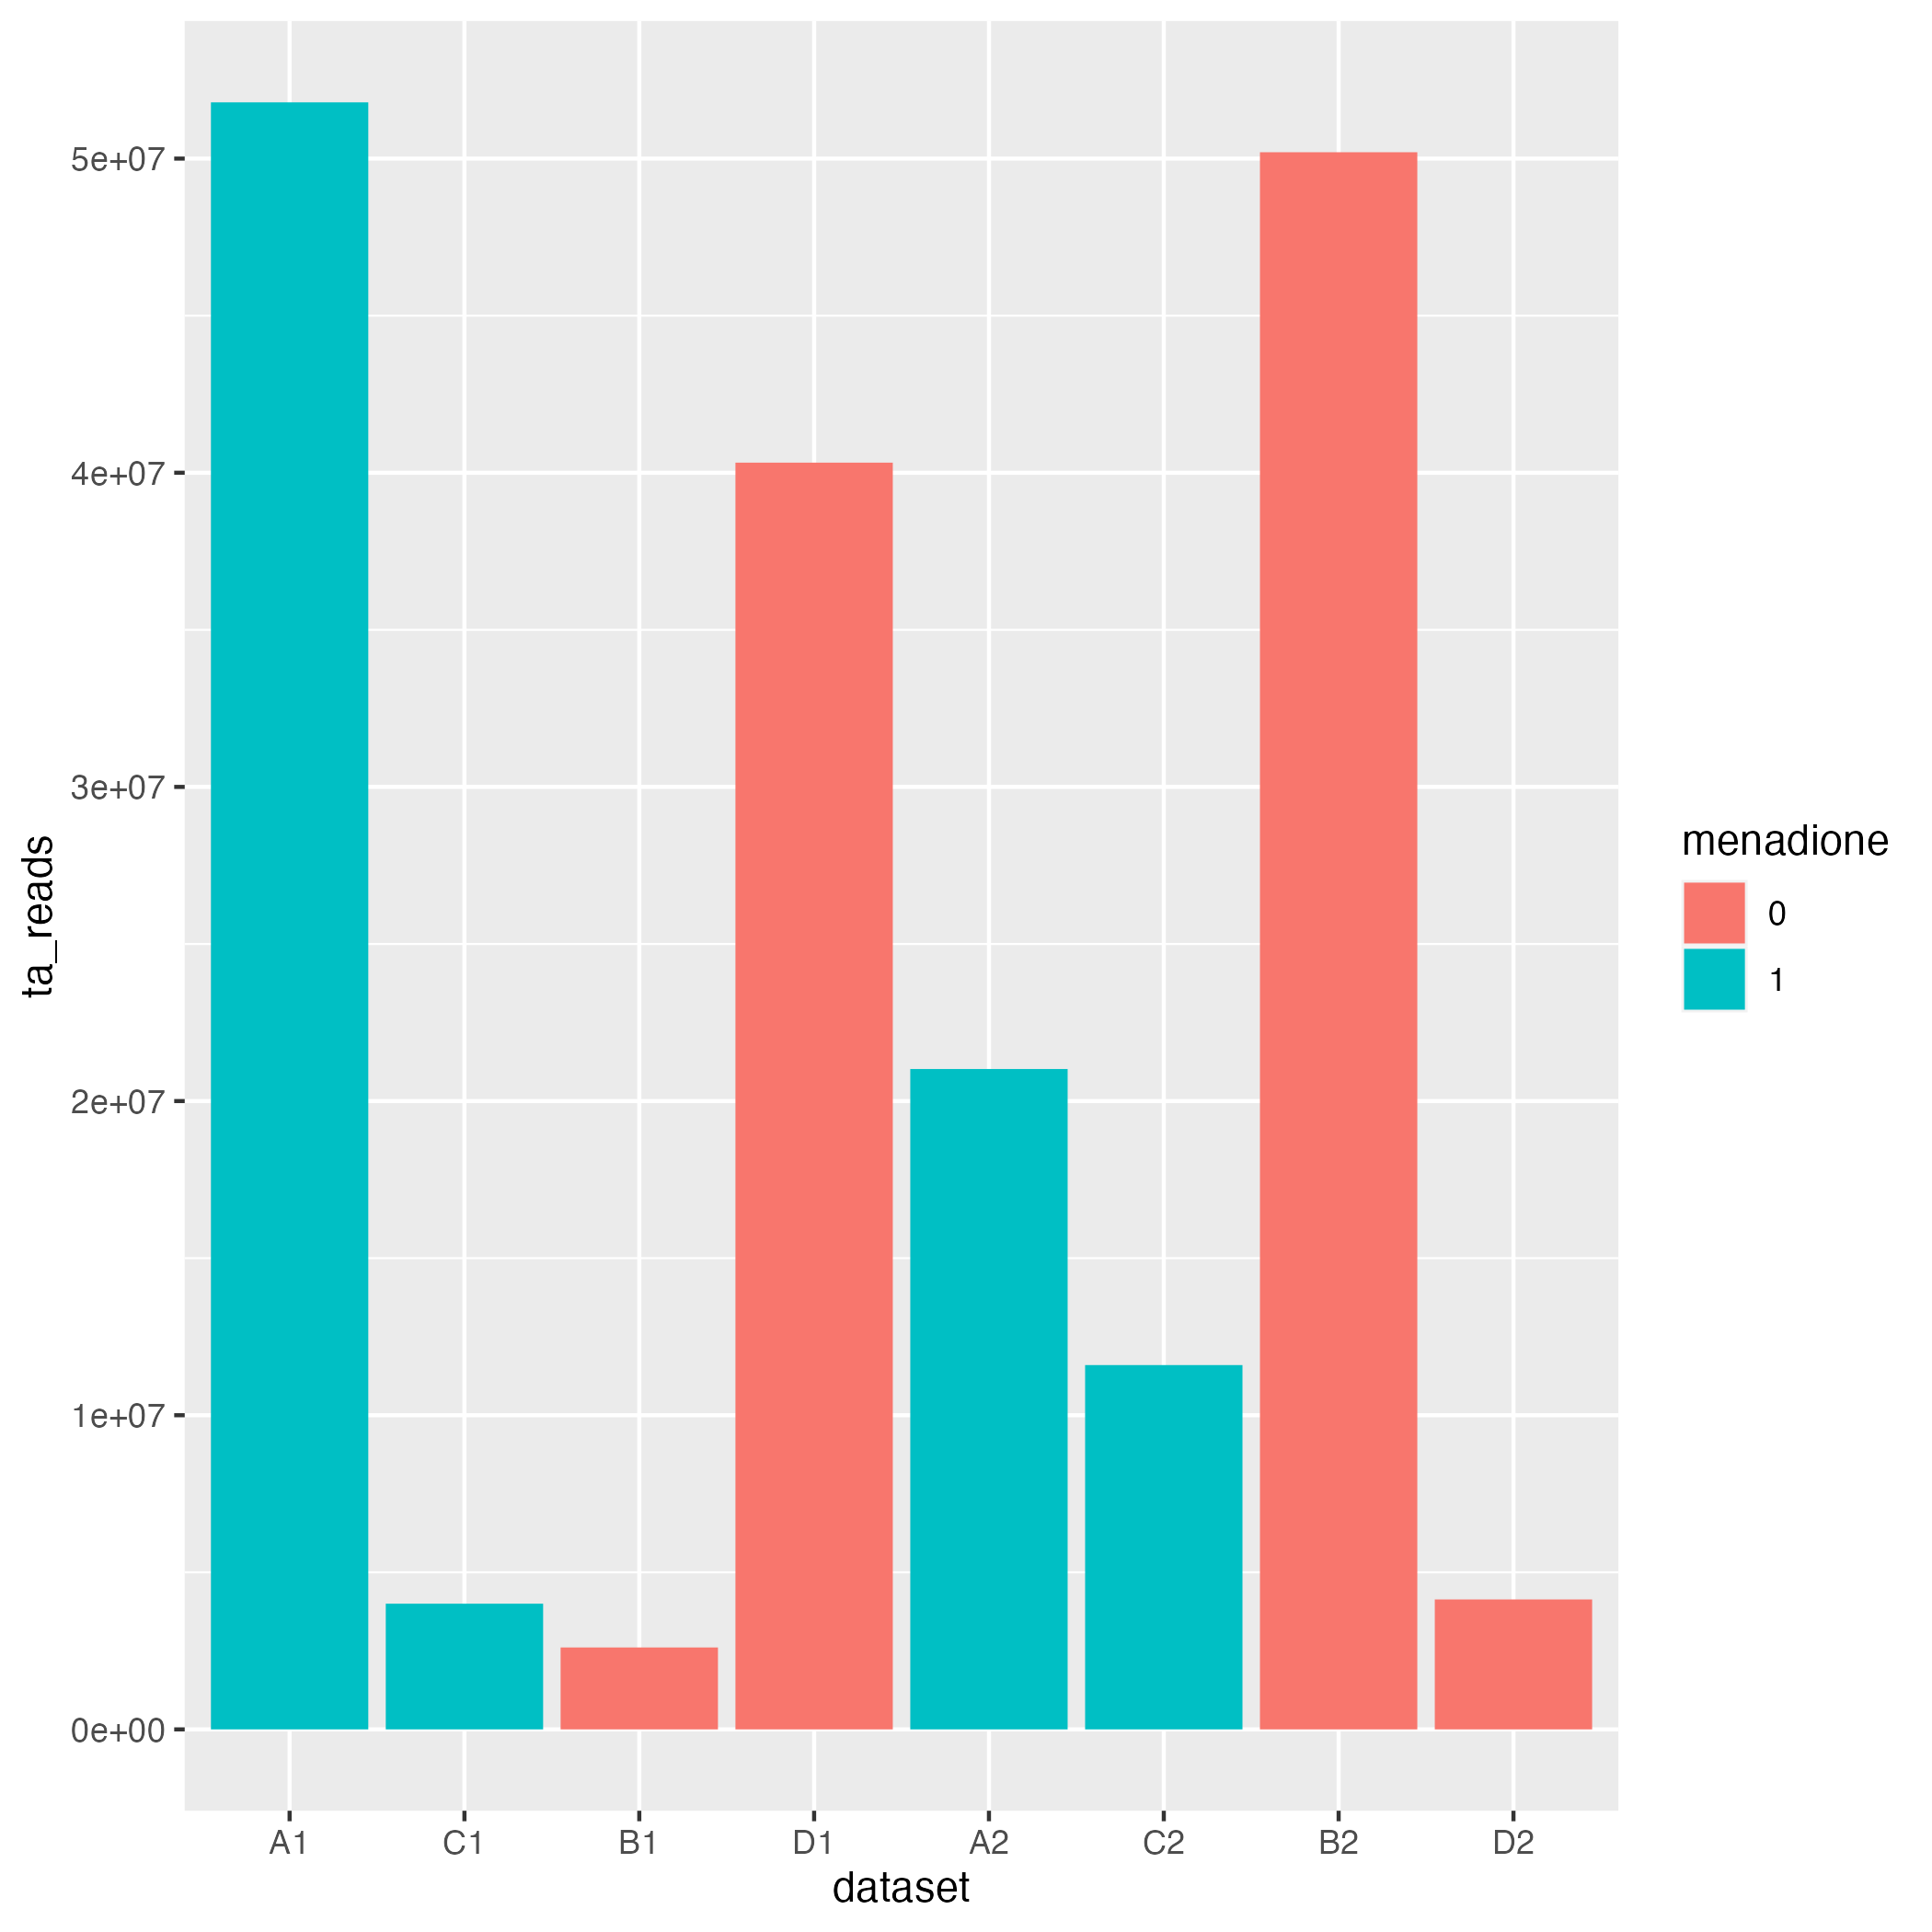 5e+07
4e+07
3e+07
2e+07
1e+07
0e+00
ta_reads
A1 C1 B1 D1 A2 C2 B2 D2
dataset
menadione
0
1